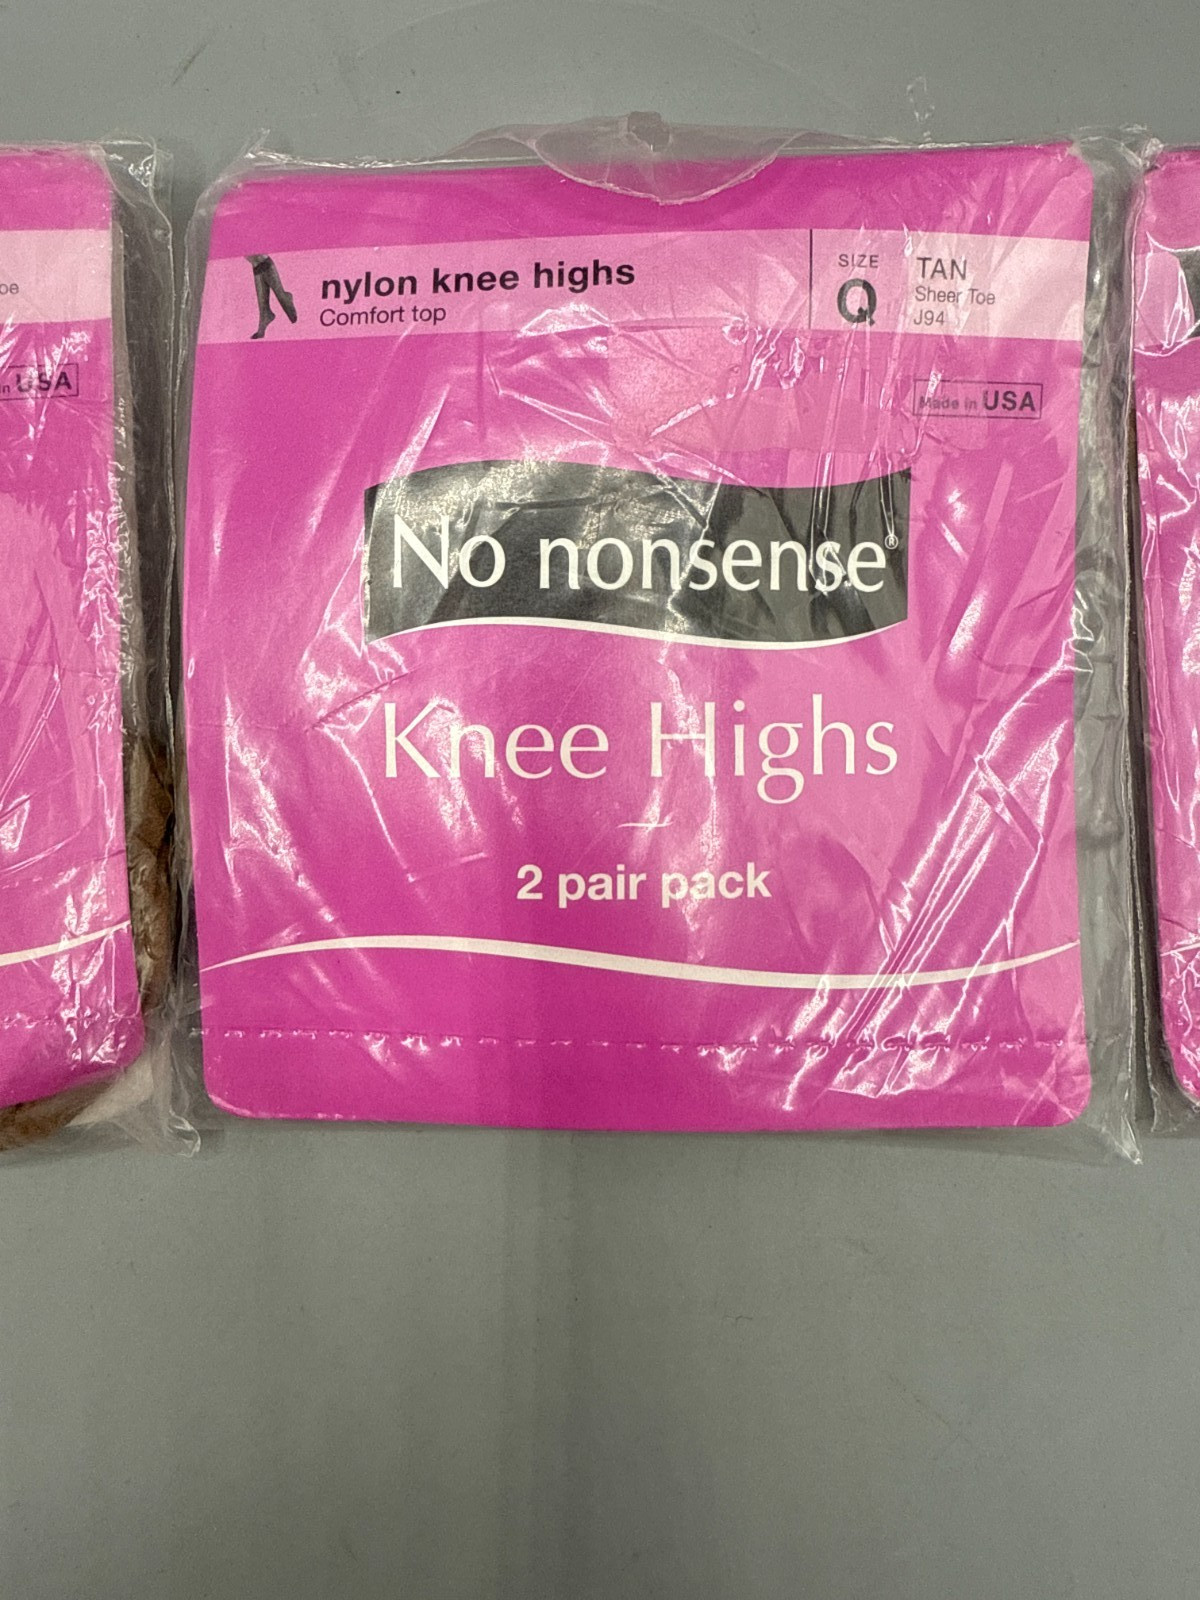 nylon knee highs
Comfort top
SIZE
Q
TAN
Sheer Toe
J94
Made in USA
No nonsense®
Knee Highs
2 pair pack
USA